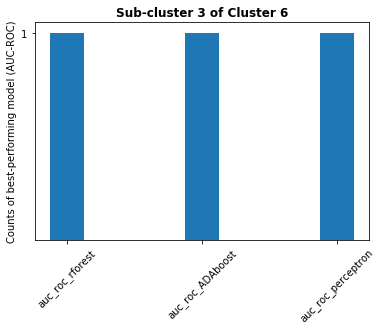 Sub-cluster 3 of Cluster 6
Counts of best-performing model (AUC-ROC)
1
auc_roc_rforest
auc_roc_ADAboost
auc_roc_perceptron